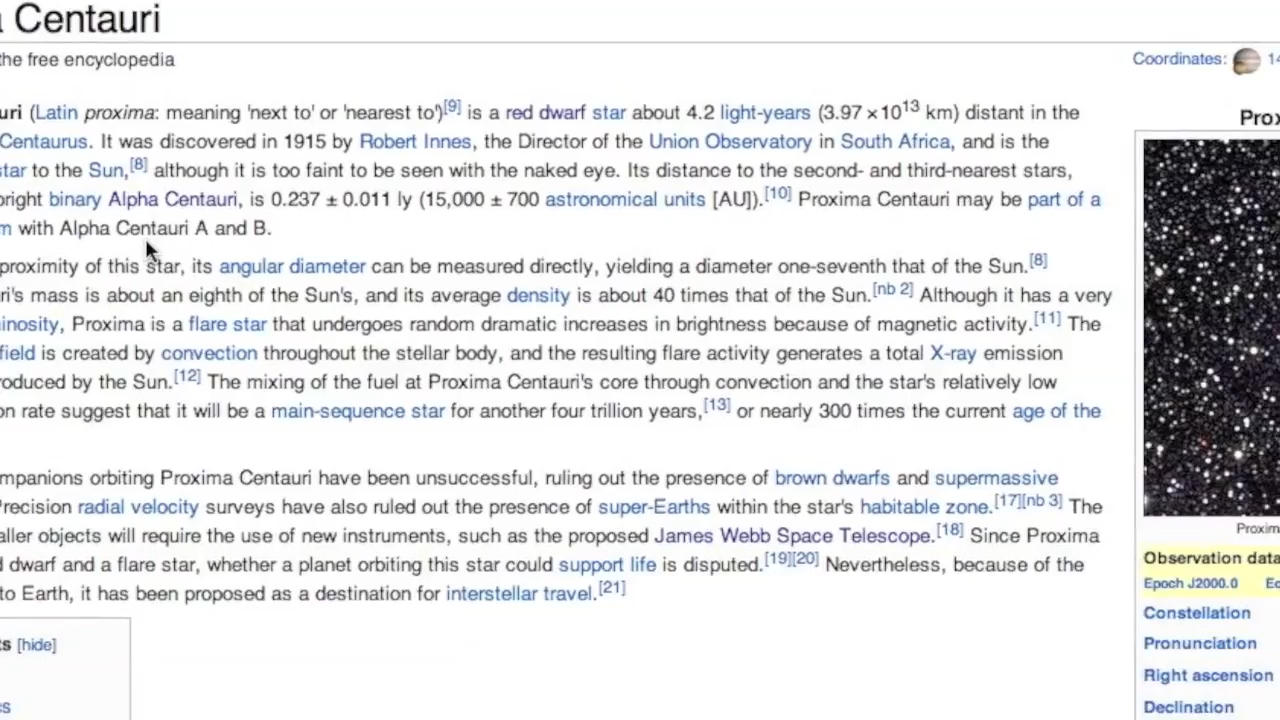 Centauri
the free encyclopedia
Coordinates:
(Latin proxima: meaning 'next to' or 'nearest to')[9] is a red dwarf star about 4.2 light-years (3.97 ×10¹³ km) distant in the
Centaurus. It was discovered in 1915 by Robert Innes, the Director of the Union Observatory in South Africa, and is the
star to the Sun,[8] although it is too faint to be seen with the naked eye. Its distance to the second- and third-nearest stars,
binary Alpha Centauri, is 0.237 ± 0.011 ly (15,000 ± 700 astronomical units [AU]).[10] Proxima Centauri may be part of a
with Alpha Centauri A and B.
proximity of this star, its angular diameter can be measured directly, yielding a diameter one-seventh that of the Sun.[8]
mass is about an eighth of the Sun's, and its average density is about 40 times that of the Sun.[nb 2] Although it has a very
Proxima is a flare star that undergoes random dramatic increases in brightness because of magnetic activity.[11] The
field is created by convection throughout the stellar body, and the resulting flare activity generates a total X-ray emission
by the Sun.[12] The mixing of the fuel at Proxima Centauri's core through convection and the star's relatively low
rate suggest that it will be a main-sequence star for another four trillion years,[13] or nearly 300 times the current age of the
orbiting Proxima Centauri have been unsuccessful, ruling out the presence of brown dwarfs and supermassive
radial velocity surveys have also ruled out the presence of super-Earths within the star's habitable zone.[17][nb 3] The
objects will require the use of new instruments, such as the proposed James Webb Space Telescope.[18] Since Proxima
dwarf and a flare star, whether a planet orbiting this star could support life is disputed.[19][20] Nevertheless, because of the
to Earth, it has been proposed as a destination for interstellar travel.[21]
[hide]
Observation data
Epoch J2000.0
Constellation
Pronunciation
Right ascension
Declination